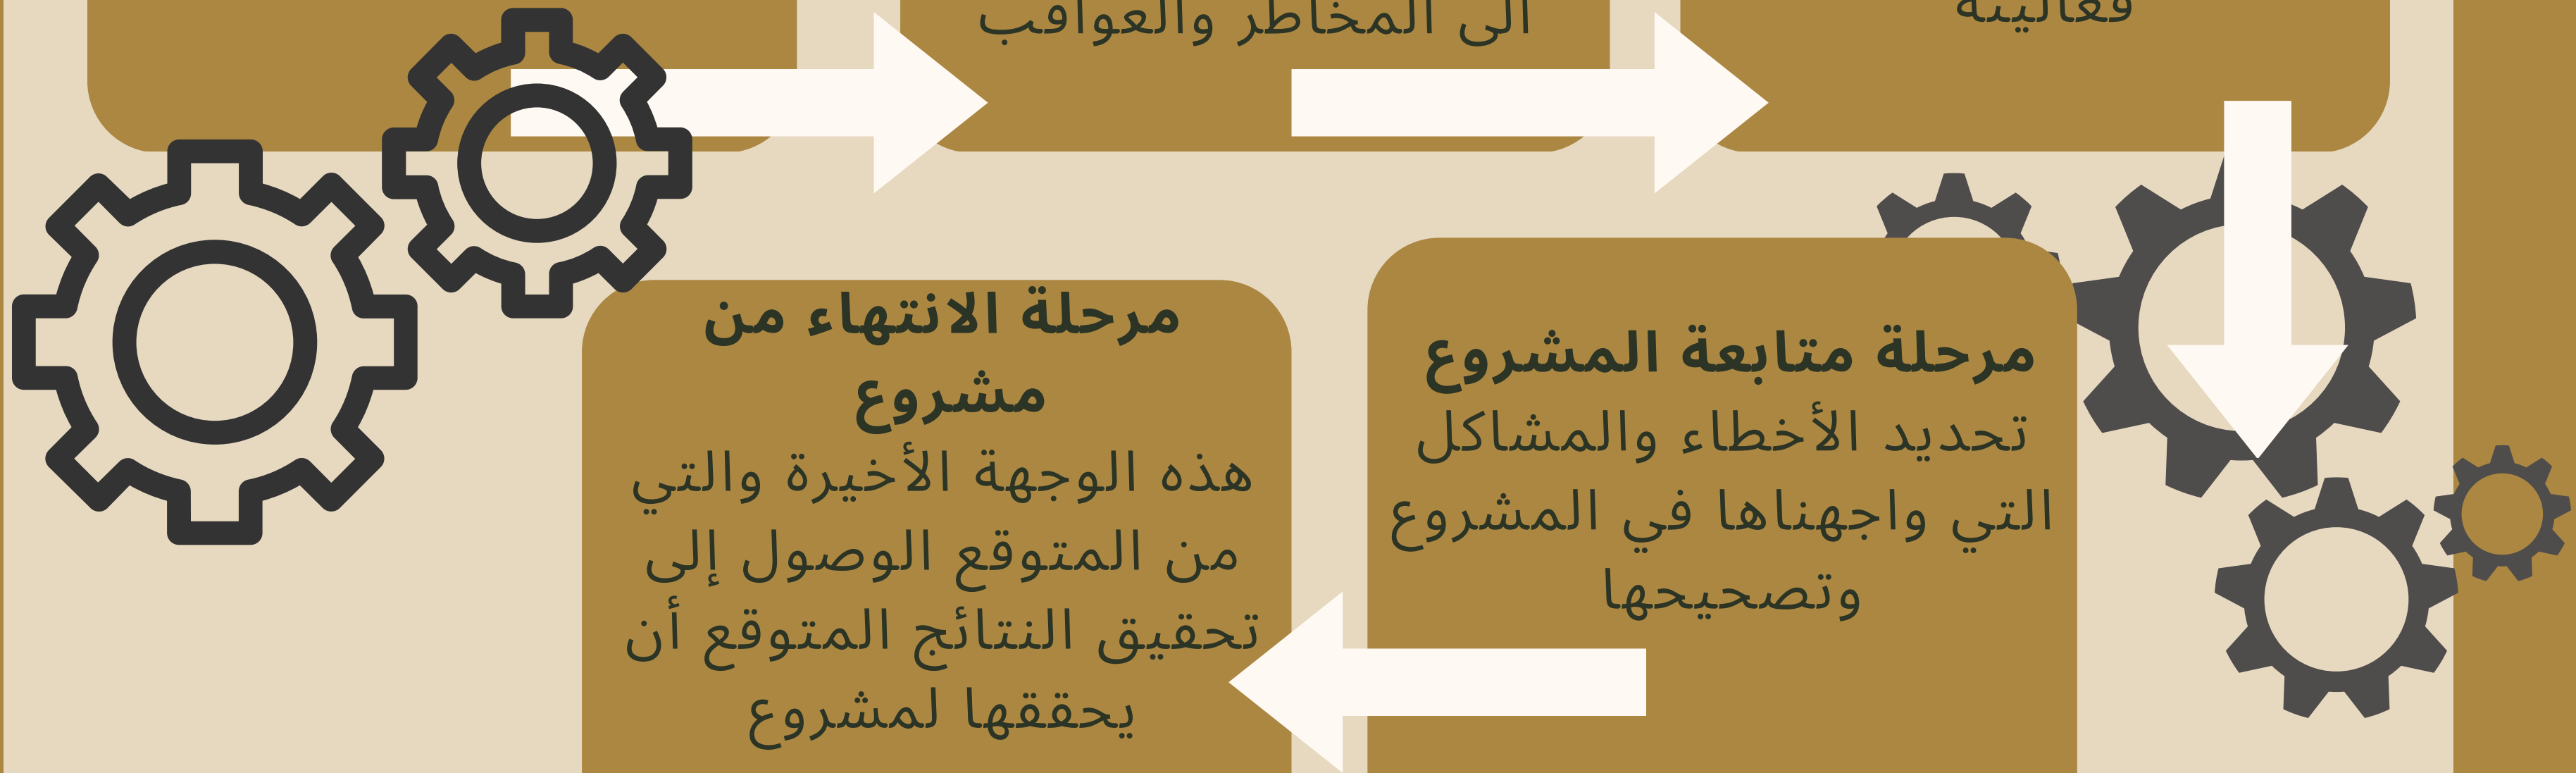 الى المخاطر والعواقب
فعالينه
مرحلة متابعة المشروع
تحديد الأخطاء والمشاكل
التي واجهناها في المشروع
وتصحيحها
مرحلة الانتهاء من
مشروع
هذه الوجهة الأخيرة والتي
من المتوقع الوصول إلى
تحقيق النتائج المتوقع أن
يحققها لمشروع